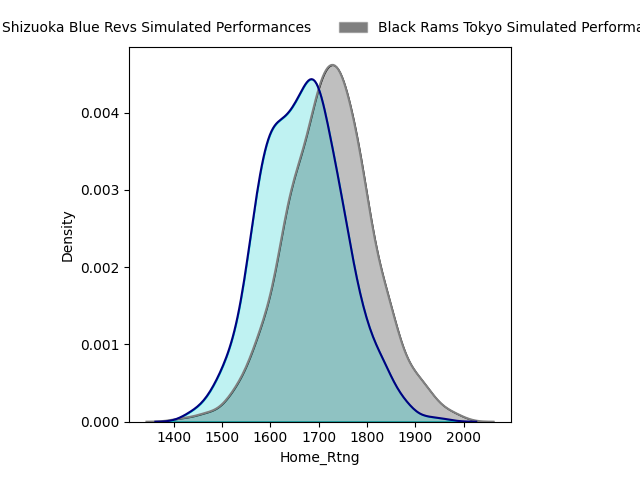 Shizuoka Blue Revs Simulated Performances
Black Rams Tokyo Simulated Performa
0.004
0.003
0.002
0.001
0.000
Density
1400 1500 1600 1700 1800 1900 2000
Home_Rtng